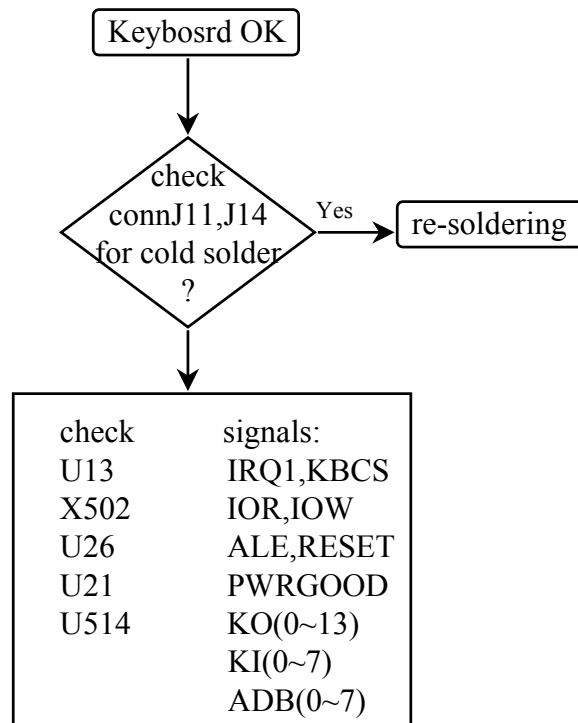 Keybosrd OK
check
connJ11,J14
for cold solder
?
Yes
re-soldering
check signals:
U13 IRQ1,KBCS
X502 IOR,IOW
U26 ALE,RESET
U21 PWRGOOD
U514 KO(0~13)
KI(0~7)
ADB(0~7)